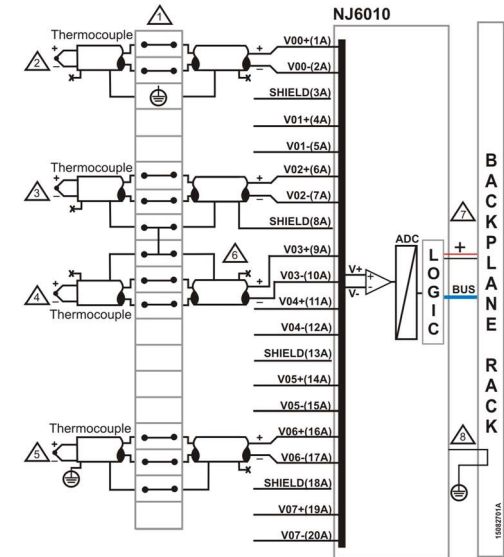 NJ6010
1
Thermocouple
2
+
−
+
−
V00+(1A)
V00-(2A)
SHIELD(3A)
V01+(4A)
V01-(5A)
Thermocouple
3
+
−
+
−
V02+(6A)
V02-(7A)
SHIELD(8A)
6
V03+(9A)
V03-(10A)
4
+
−
Thermocouple
V04+(11A)
V04-(12A)
SHIELD(13A)
V05+(14A)
V05-(15A)
Thermocouple
5
+
−
+
−
V06+(16A)
V06-(17A)
SHIELD(18A)
V07+(19A)
V07-(20A)
V+
V-
+
−
ADC
LOGIC
7
+
BUS
8
BACKPLANE RACK
15082701A